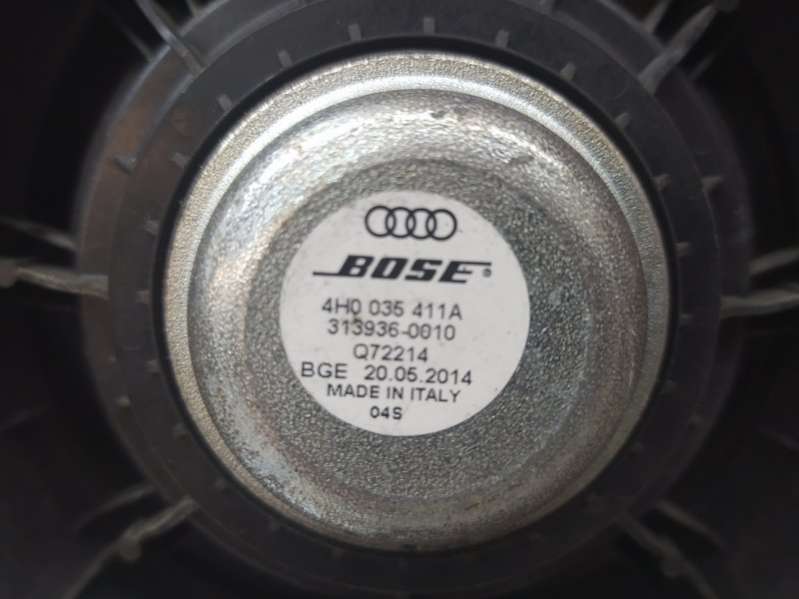 BOSE®
4H0 035 411A
313936-0010
Q72214
BGE 20.05.2014
MADE IN ITALY
04S